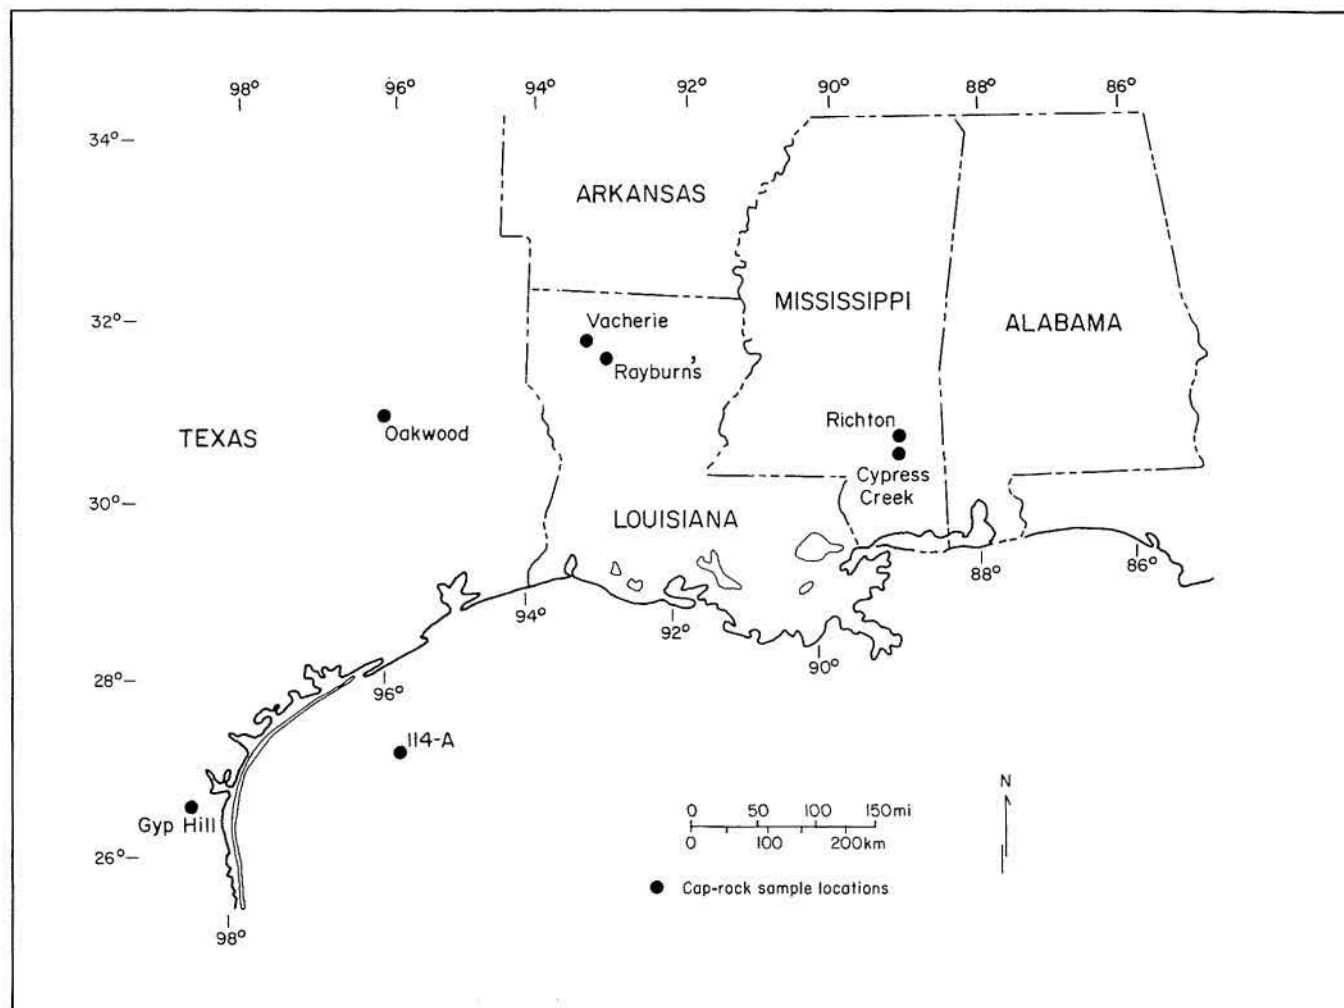 98° 96° 94° 92° 90° 88° 86°
34°
ARKANSAS
MISSISSIPPI
32°
Vacherie
ALABAMA
Rayburn's
Richton
TEXAS
Oakwood
Cypress
Creek
30°
LOUISIANA
88° 86°
94°
92°
90°
28°
96°
114-A
N
0 50 100 150mi
Gyp Hill
0 100 200km
26°
Cap-rock sample locations
98°